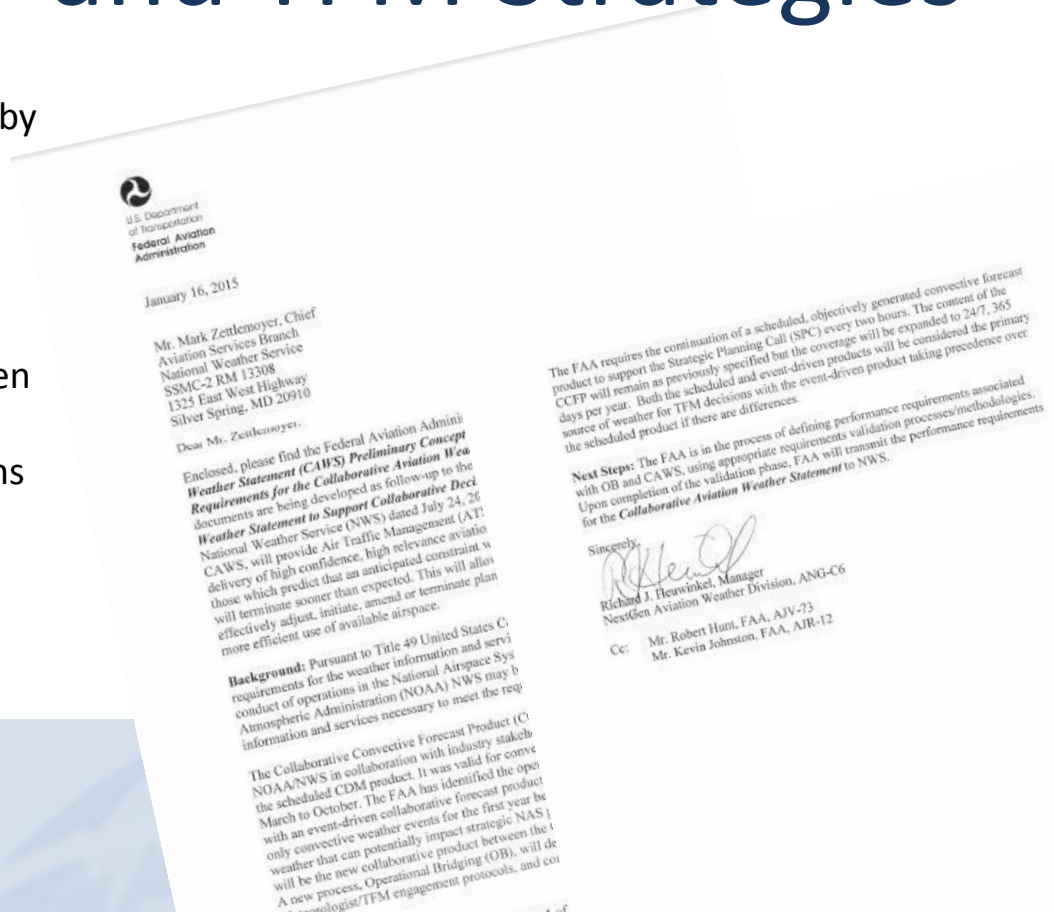 and TFM Strategies
by
en
ns
U.S. Department
of Transportation
Federal Aviation
Administration
January 16, 2015
Mr. Mark Zettlemoyer, Chief
Aviation Services Branch
National Weather Service
SSMC-2 RM 13308
1325 East West Highway
Silver Spring, MD 20910
Dear Mr. Zettlemoyer.
Enclosed, please find the Federal Aviation Admini
Weather Statement (CAWS) Preliminary Concept
Requirements for the Collaborative Aviation Wea
documents are being developed as follow-up to the
Weather Statement to Support Collaborative Deci
National Weather Service (NWS) dated July 24, 20
CAWS, will provide Air Traffic Management (AT
delivery of high confidence, high relevance aviatio
those which predict that an anticipated constraint w
will terminate sooner than expected. This will allow
effectively adjust, initiate, amend or terminate plan
more efficient use of available airspace.
Background: Pursuant to Title 49 United States C
requirements for the weather information and servi
conduct of operations in the National Airspace Sys
Atmospheric Administration (NOAA) NWS may b
information and services necessary to meet the requ
The Collaborative Convective Forecast Product (C
NOAA/NWS in collaboration with industry stakeh
the scheduled CDM product. It was valid for conve
March to October. The FAA has identified the ope
with an event-driven collaborative forecast product
only convective weather events for the first year be
weather that can potentially impact strategic NAS
will be the new collaborative product between the
A new process, Operational Bridging (OB), will de
TFM engagement protocols, and cor
of
The FAA requires the continuation of a scheduled, objectively generated convective forecast
product to support the Strategic Planning Call (SPC) every two hours. The content of the
CCFP will remain as previously specified but the coverage will be expanded to 24/7, 365
days per year. Both the scheduled and event-driven products will be considered the primary
source of weather for TFM decisions with the event-driven product taking precedence over
the scheduled product if there are differences.
Next Steps: The FAA is in the process of defining performance requirements associated
with OB and CAWS, using appropriate requirements validation processes/methodologies.
Upon completion of the validation phase, FAA will transmit the performance requirements
for the Collaborative Aviation Weather Statement to NWS.
Sincerely,
Richard J. Heuwinkel, Manager
NextGen Aviation Weather Division, ANG-C6
Cc: Mr. Robert Hunt, FAA, AJV-73
Mr. Kevin Johnston, FAA, AJR-12